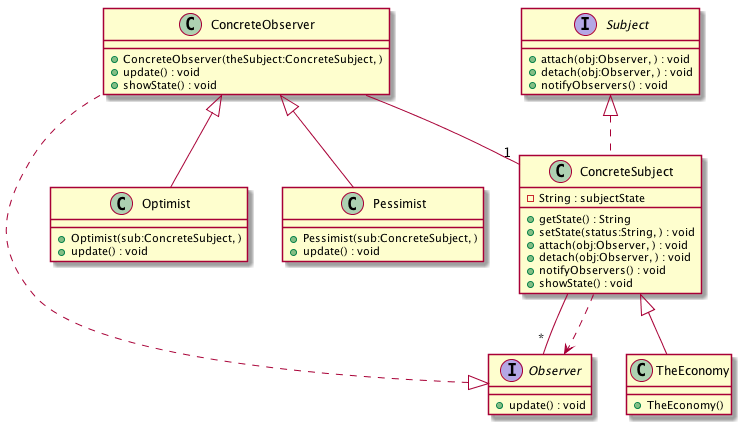 C ConcreteObserver
ConcreteObserver(theSubject:ConcreteSubject, )
update() : void
showState() : void
I Subject
attach(obj:Observer, ) : void
detach(obj:Observer, ) : void
notifyObservers() : void
1
C Optimist
Optimist(sub:ConcreteSubject, )
update() : void
C Pessimist
Pessimist(sub:ConcreteSubject, )
update() : void
C ConcreteSubject
String : subjectState
getState() : String
setState(status:String, ) : void
attach(obj:Observer, ) : void
detach(obj:Observer, ) : void
notifyObservers() : void
showState() : void
*
I Observer
update() : void
C TheEconomy
TheEconomy()